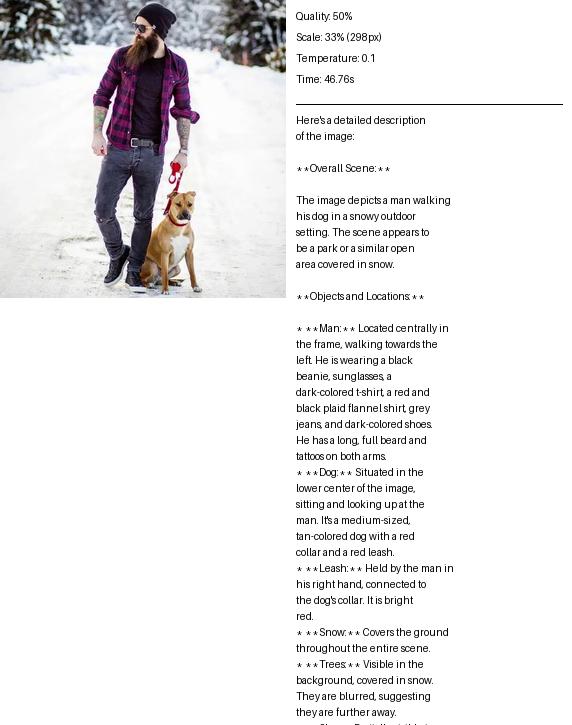 Quality: 50%
Scale: 33% (298px)
Temperature: 0.1
Time: 46.76s
Here's a detailed description
of the image:
**Overall Scene:**
The image depicts a man walking
his dog in a snowy outdoor
setting. The scene appears to
be a park or a similar open
area covered in snow.
**Objects and Locations:**
* **Man:** Located centrally in
the frame, walking towards the
left. He is wearing a black
beanie, sunglasses, a
dark-colored t-shirt, a red and
black plaid flannel shirt, grey
jeans, and dark-colored shoes.
He has a long, full beard and
tattoos on both arms.
* **Dog:** Situated in the
lower center of the image,
sitting and looking up at the
man. It's a medium-sized,
tan-colored dog with a red
collar and a red leash.
* **Leash:** Held by the man in
his right hand, connected to
the dog's collar. It is bright
red.
* **Snow:** Covers the ground
throughout the entire scene.
* **Trees:** Visible in the
background, covered in snow.
They are blurred, suggesting
they are further away.